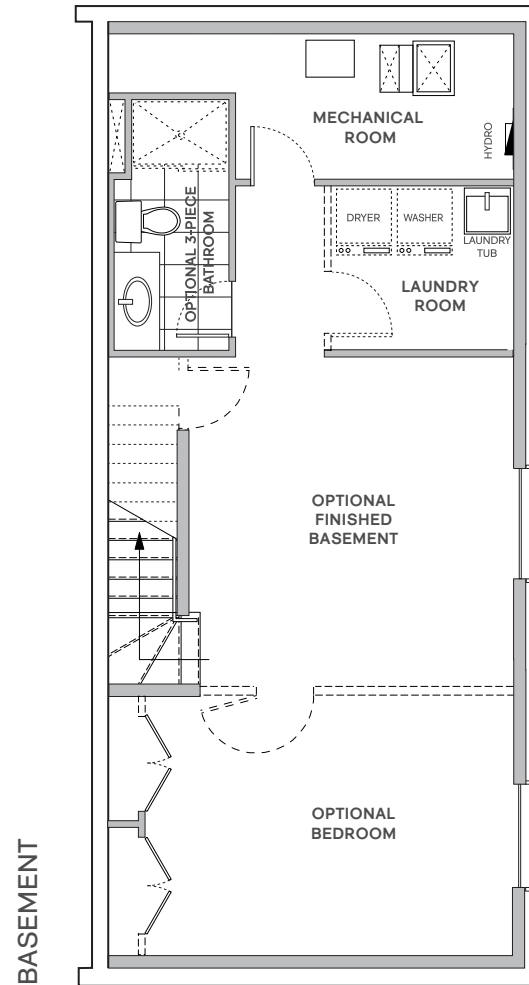 MECHANICAL
ROOM
HYDRO
OPTIONAL 3-PIECE
BATHROOM
DRYER
WASHER
LAUNDRY
TUB
LAUNDRY
ROOM
OPTIONAL
FINISHED
BASEMENT
OPTIONAL
BEDROOM
BASEMENT